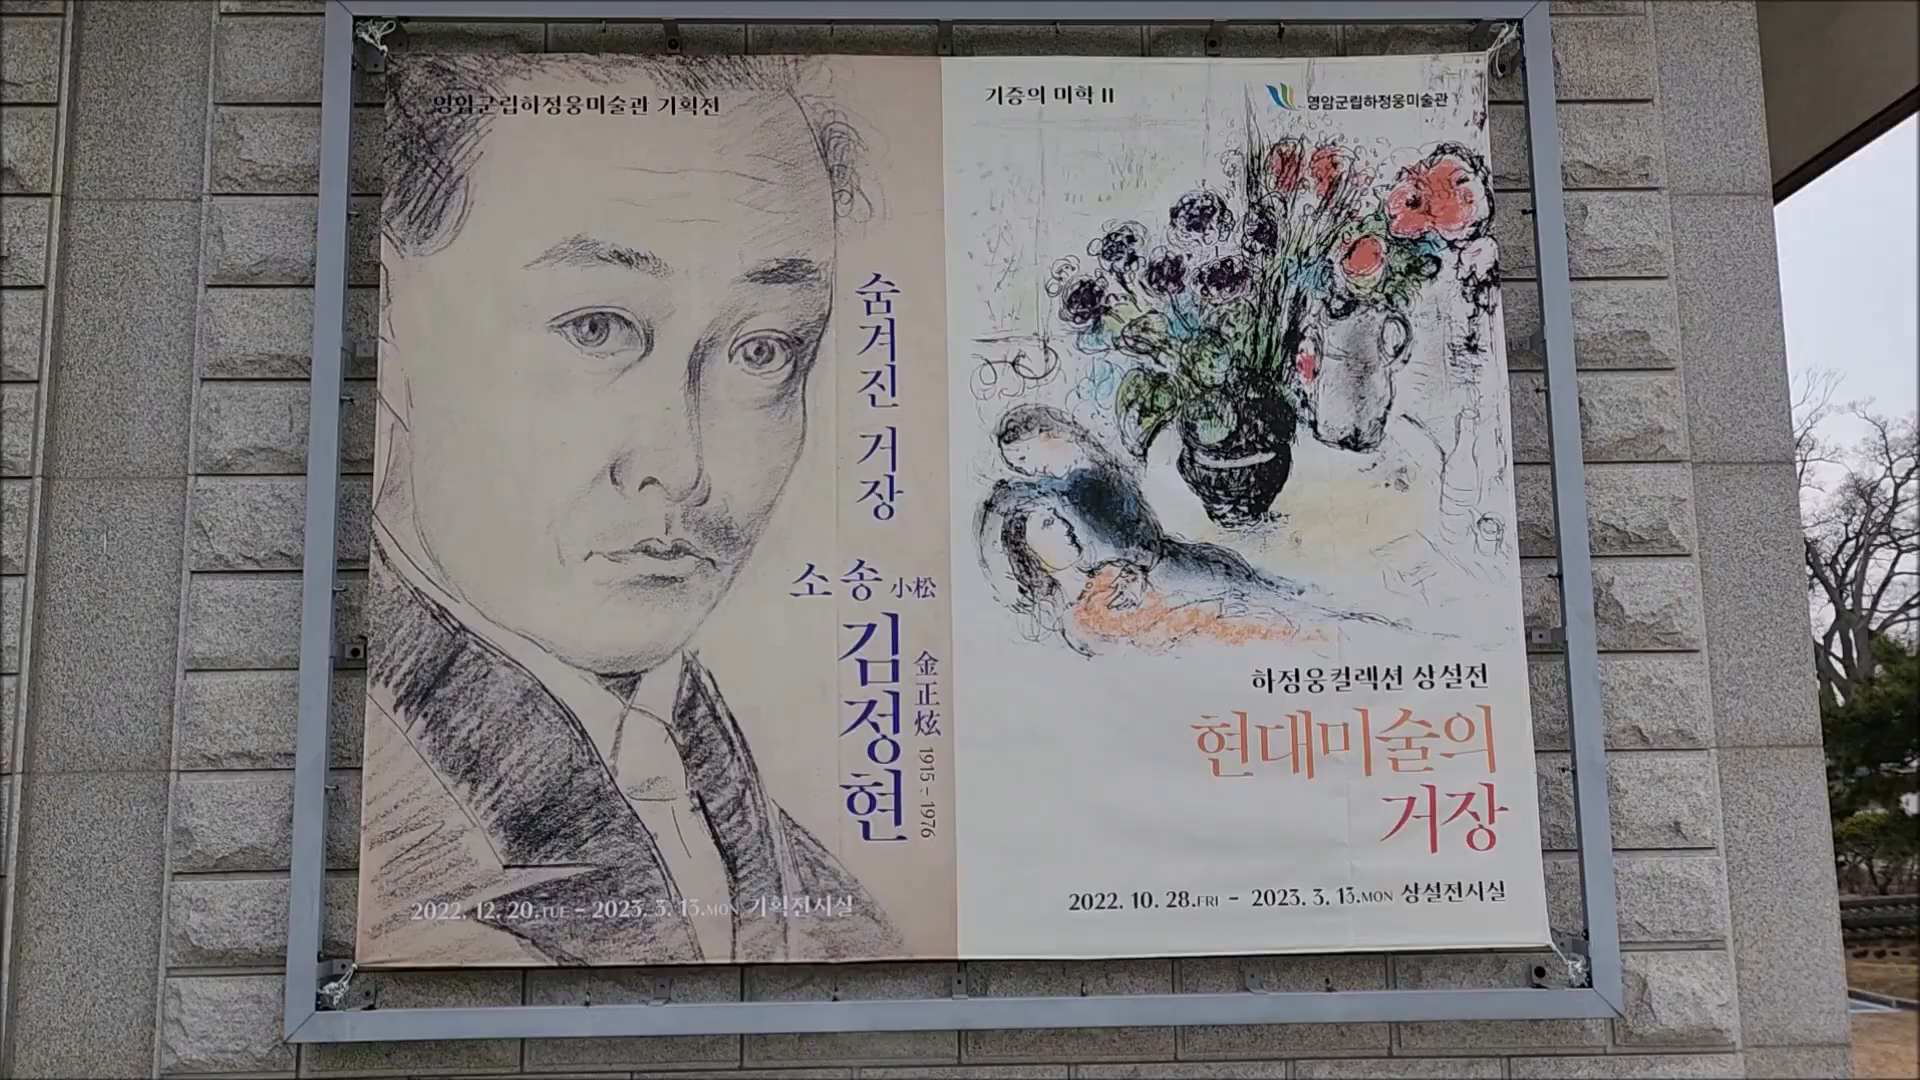 영암군립하정웅미술관 기획전
숨겨진 거장
소송 小松
김정현
金正炫
1915 - 1976
2022. 12. 20.TUE - 2023. 3. 13.MON 기획전시실
기증의 미학 II
영암군립하정웅미술관
하정웅컬렉션 상설전
현대미술의
거장
2022. 10. 28.FRI - 2023. 3. 13.MON 상설전시실